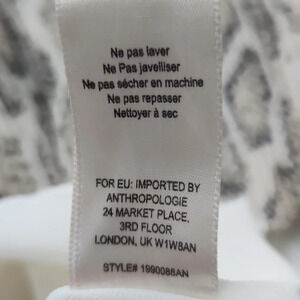 Ne pas laver
Ne Pas javelliser
Ne pas sécher en machine
Ne pas repasser
Nettoyer à sec
FOR EU: IMPORTED BY
ANTHROPOLOGIE
24 MARKET PLACE,
3RD FLOOR
LONDON, UK W1W8AN
STYLE# 1990086AN